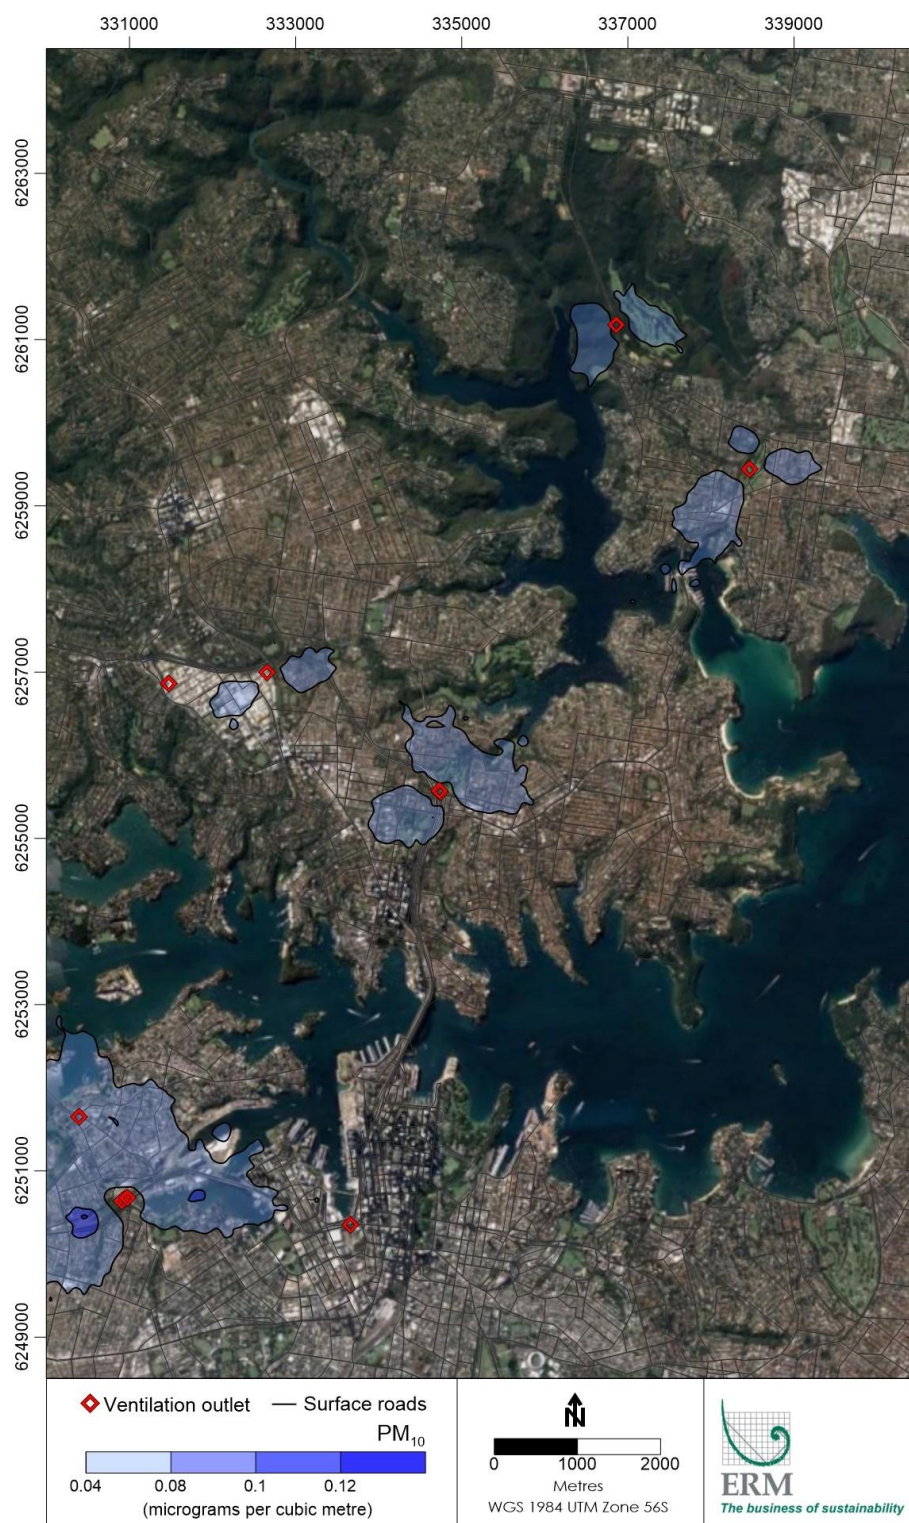 331000 333000 335000 337000 339000
6263000
6261000
6259000
6257000
6255000
6253000
6251000
6249000
Ventilation outlet Surface roads
PM10
0.04 0.08 0.1 0.12
(micrograms per cubic metre)
N
0 1000 2000
Metres
WGS 1984 UTM Zone 56S
ERM
The business of sustainability